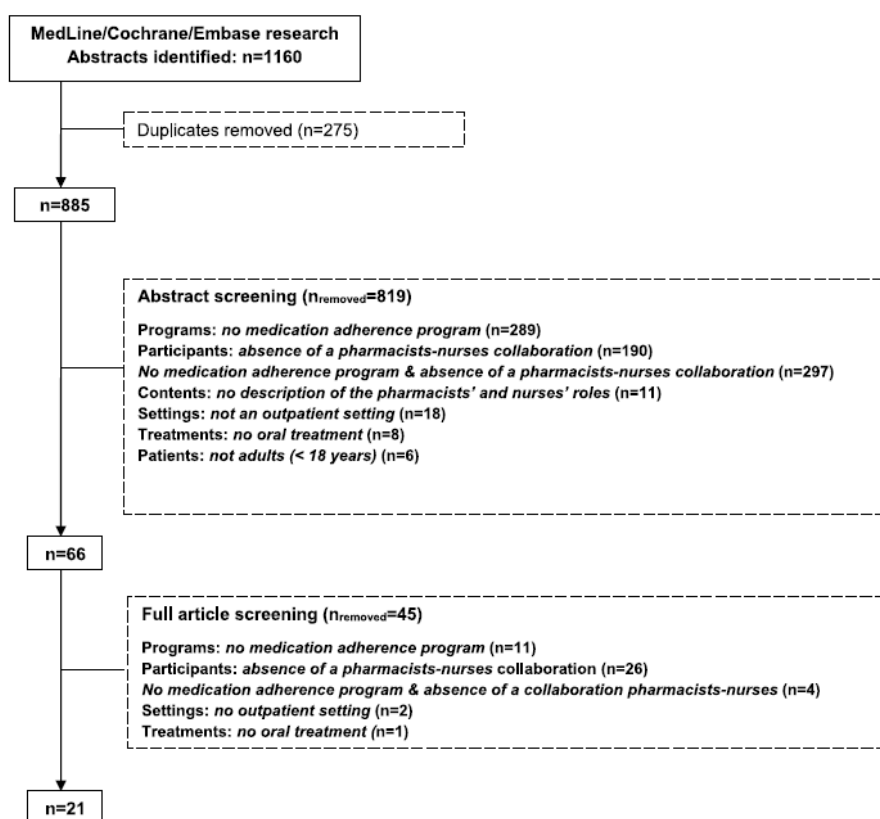 MedLine/Cochrane/Embase research
Abstracts identified: n=1160
Duplicates removed (n=275)
n=885
Abstract screening (nremoved=819)
Programs: no medication adherence program (n=289)
Participants: absence of a pharmacists-nurses collaboration (n=190)
No medication adherence program & absence of a pharmacists-nurses collaboration (n=297)
Contents: no description of the pharmacists’ and nurses’ roles (n=11)
Settings: not an outpatient setting (n=18)
Treatments: no oral treatment (n=8)
Patients: not adults (< 18 years) (n=6)
n=66
Full article screening (nremoved=45)
Programs: no medication adherence program (n=11)
Participants: absence of a pharmacists-nurses collaboration (n=26)
No medication adherence program & absence of a collaboration pharmacists-nurses (n=4)
Settings: no outpatient setting (n=2)
Treatments: no oral treatment (n=1)
n=21